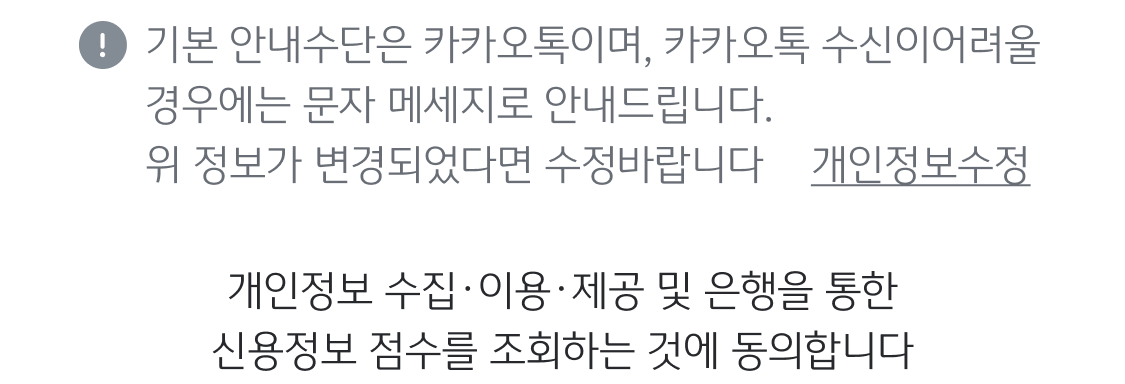 기본 안내수단은 카카오톡이며, 카카오톡 수신이어려울
경우에는 문자 메세지로 안내드립니다.
위 정보가 변경되었다면 수정바랍니다 개인정보수정
개인정보 수집·이용·제공 및 은행을 통한
신용정보 점수를 조회하는 것에 동의합니다